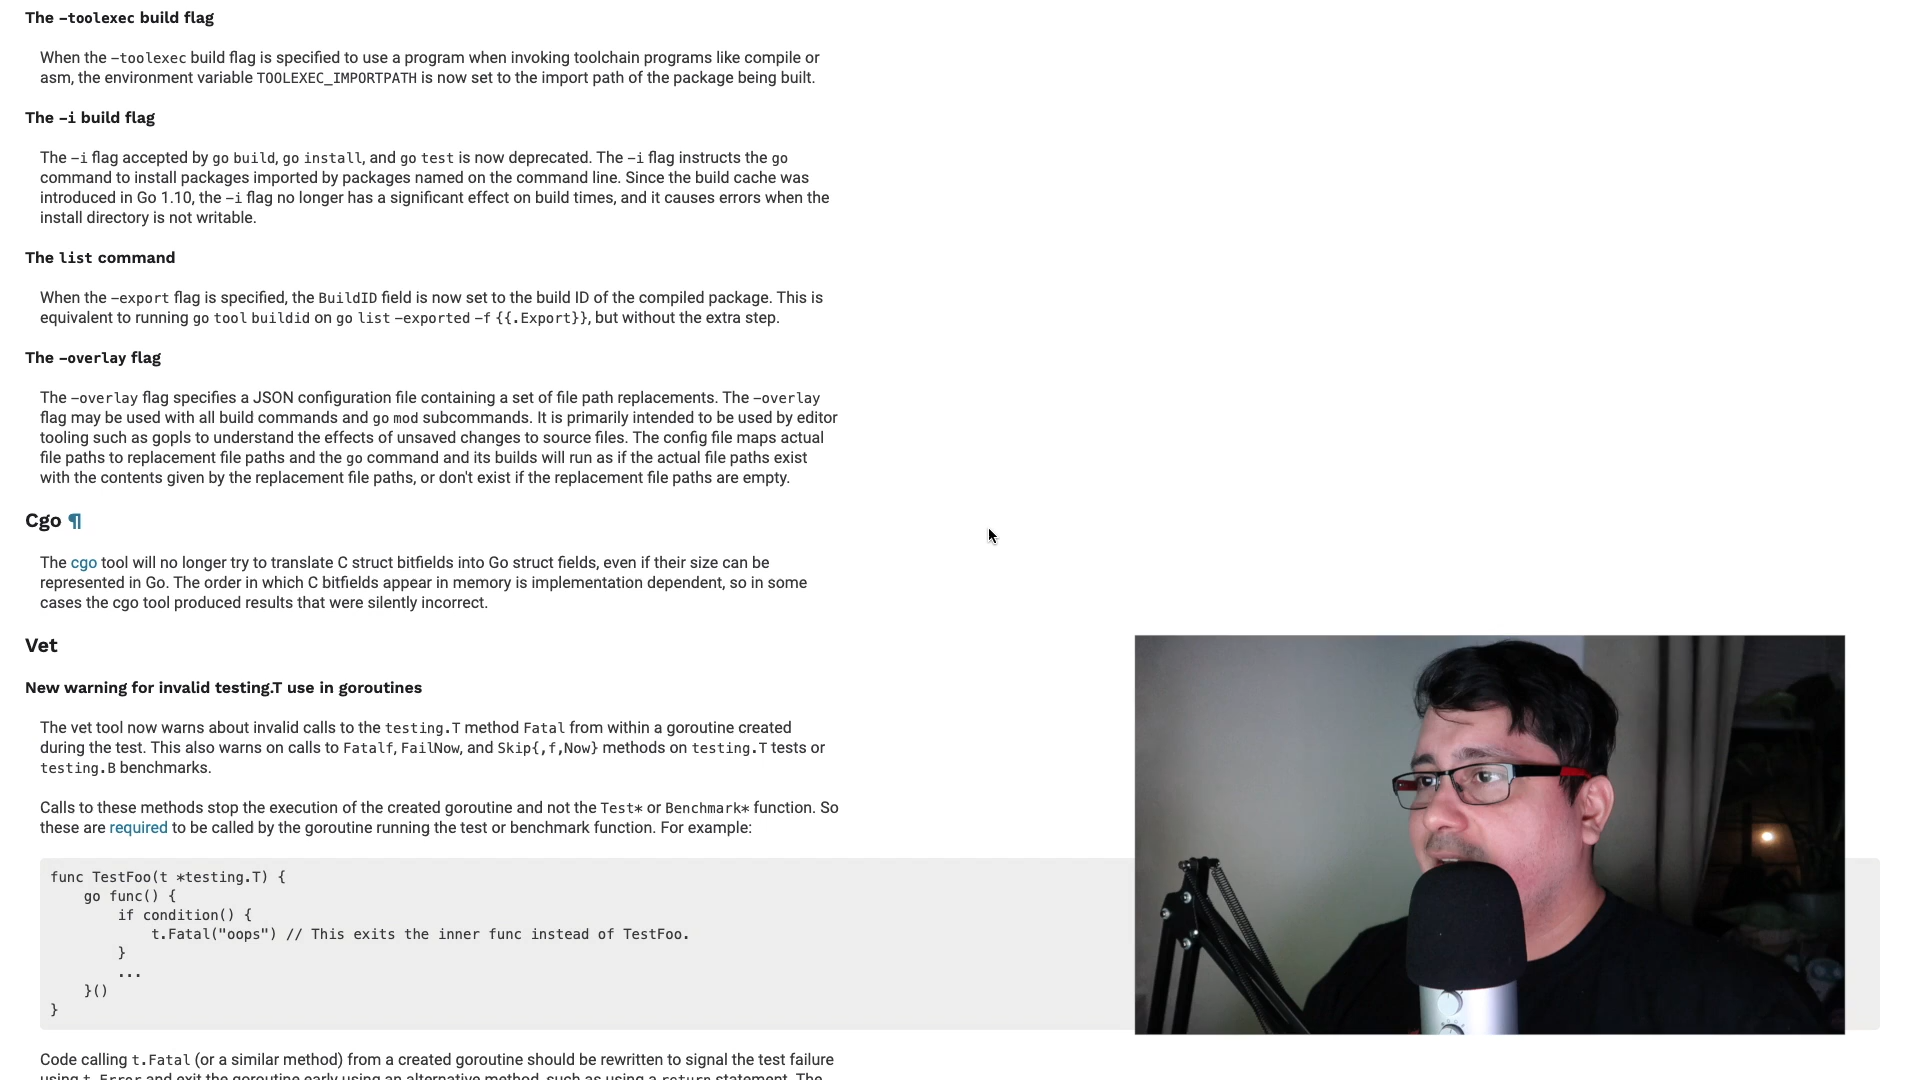 The -toolexec build flag
When the -toolexec build flag is specified to use a program when invoking toolchain programs like compile or
asm, the environment variable TOOLEXEC_IMPORTPATH is now set to the import path of the package being built.
The -i build flag
The -i flag accepted by go build, go install, and go test is now deprecated. The -i flag instructs the go
command to install packages imported by packages named on the command line. Since the build cache was
introduced in Go 1.10, the -i flag no longer has a significant effect on build times, and it causes errors when the
install directory is not writable.
The list command
When the -export flag is specified, the BuildID field is now set to the build ID of the compiled package. This is
equivalent to running go tool buildid on go list -exported -f {{.Export}}, but without the extra step.
The -overlay flag
The -overlay flag specifies a JSON configuration file containing a set of file path replacements. The -overlay
flag may be used with all build commands and go mod subcommands. It is primarily intended to be used by editor
tooling such as gopls to understand the effects of unsaved changes to source files. The config file maps actual
file paths to replacement file paths and the go command and its builds will run as if the actual file paths exist
with the contents given by the replacement file paths, or don't exist if the replacement file paths are empty.
Cgo ¶
The cgo tool will no longer try to translate C struct bitfields into Go struct fields, even if their size can be
represented in Go. The order in which C bitfields appear in memory is implementation dependent, so in some
cases the cgo tool produced results that were silently incorrect.
Vet
New warning for invalid testing.T use in goroutines
The vet tool now warns about invalid calls to the testing.T method Fatal from within a goroutine created
during the test. This also warns on calls to Fatalf, FailNow, and Skip{,f,Now} methods on testing.T tests or
testing.B benchmarks.
Calls to these methods stop the execution of the created goroutine and not the Test* or Benchmark* function. So
these are required to be called by the goroutine running the test or benchmark function. For example:
func TestFoo(t *testing.T) {
    go func() {
        if condition() {
            t.Fatal("oops") // This exits the inner func instead of TestFoo.
        }
        ...
    }()
}
Code calling t.Fatal (or a similar method) from a created goroutine should be rewritten to signal the test failure
using t.Error and exit the goroutine early using an alternative method, such as using a return statement. The